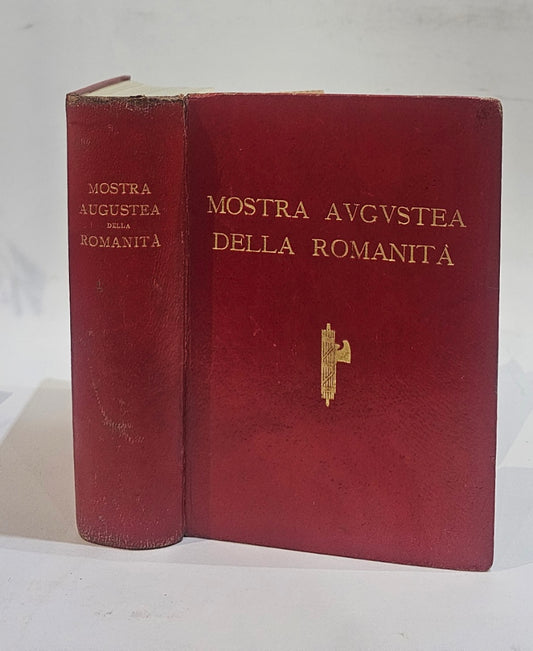 MOSTRA
AUGUSTEA
DELLA
ROMANITÀ
MOSTRA AVGVSTEA
DELLA ROMANITÀ